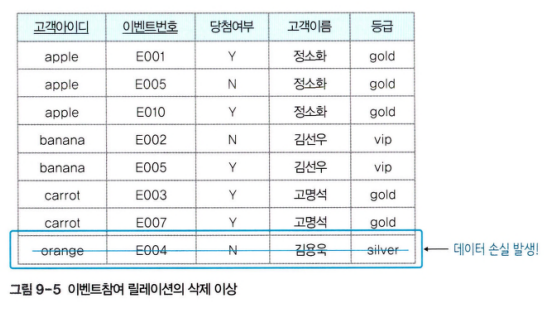 고객아이디 이벤트번호 당첨여부 고객이름 등급
apple E001 Y 정소화 gold
apple E005 N 정소화 gold
apple E010 Y 정소화 gold
banana E002 N 김선우 vip
banana E005 Y 김선우 vip
carrot E003 Y 고명석 gold
carrot E007 Y 고명석 gold
orange E004 N 김용욱 silver 데이터 손실 발생!
그림 9-5 이벤트참여 릴레이션의 삭제 이상